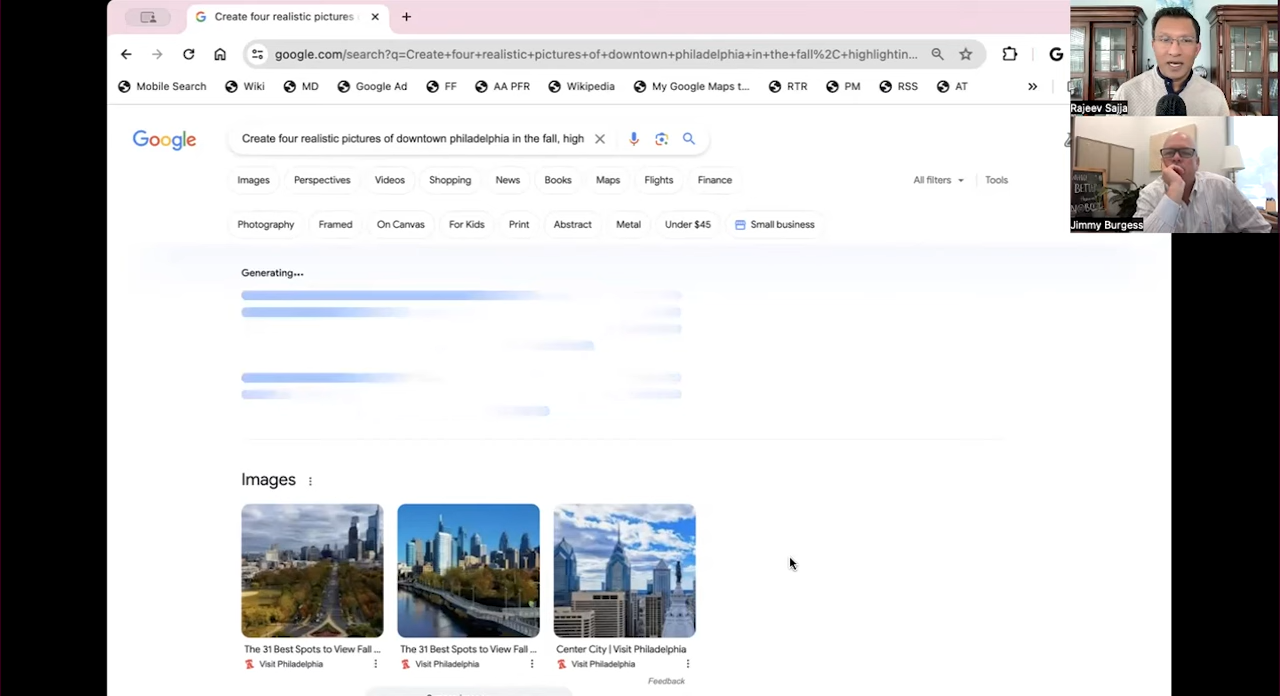 Create four realistic pictures
google.com/search?q=Create+four+realistic+pictures+of+downtown+philadelphia+in+the+fall%2C+highlightin...
Mobile Search Wiki MD Google Ad FF AA PFR Wikipedia My Google Maps t... RTR PM RSS AT »
Rajeev Sajja
Google
Create four realistic pictures of downtown philadelphia in the fall, high
Images Perspectives Videos Shopping News Books Maps Flights Finance All filters Tools
Photography Framed On Canvas For Kids Print Abstract Metal Under $45 Small business
Jimmy Burgess
Generating...
Images
The 31 Best Spots to View Fall ... The 31 Best Spots to View Fall ... Center City | Visit Philadelphia
Visit Philadelphia Visit Philadelphia Visit Philadelphia
Feedback